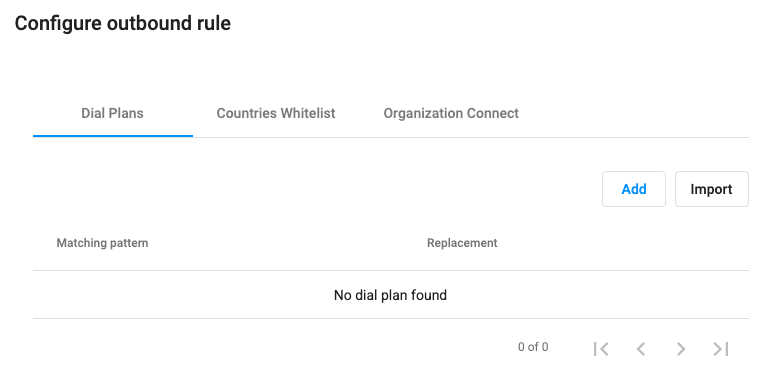 Configure outbound rule
Dial Plans Countries Whitelist Organization Connect
Add Import
Matching pattern Replacement
No dial plan found
0 of 0